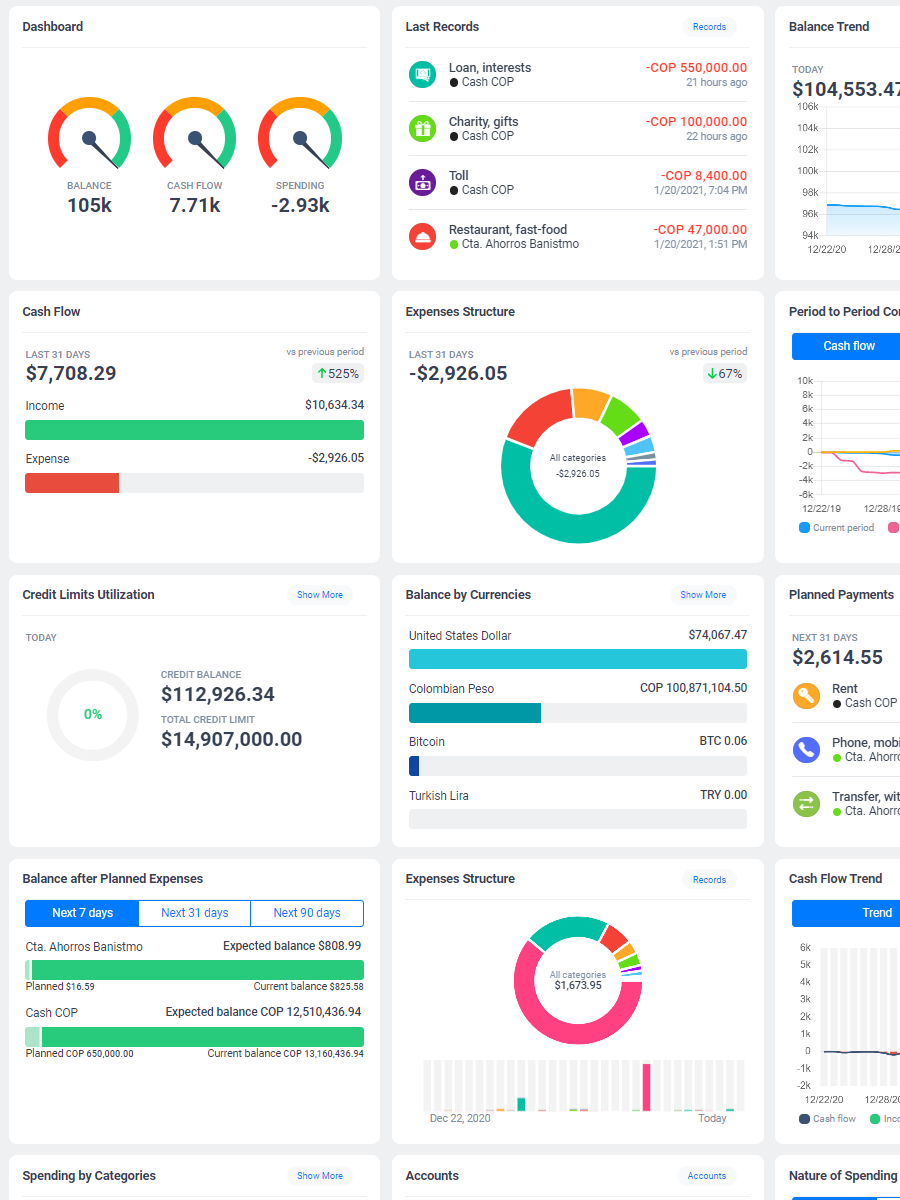 Dashboard
BALANCE
105k
CASH FLOW
7.71k
SPENDING
-2.93k
Last Records
Records
Loan, interests
-COP 550,000.00
Cash COP
21 hours ago
Charity, gifts
-COP 100,000.00
Cash COP
22 hours ago
Toll
-COP 8,400.00
Cash COP
1/20/2021, 7:04 PM
Restaurant, fast-food
-COP 47,000.00
Cta. Ahorros Banistmo
1/20/2021, 1:51 PM
Balance Trend
TODAY
$104,553.47
106k
104k
102k
100k
98k
96k
94k
12/22/20
12/28/2
Cash Flow
LAST 31 DAYS
vs previous period
$7,708.29
525%
Income
$10,634.34
Expense
-$2,926.05
Expenses Structure
LAST 31 DAYS
vs previous period
-$2,926.05
67%
All categories
-$2,926.05
Period to Period Co
Cash flow
10k
8k
6k
4k
2k
0
-2k
-4k
-6k
12/22/19
12/28/19
Current period
Credit Limits Utilization
Show More
TODAY
0%
CREDIT BALANCE
$112,926.34
TOTAL CREDIT LIMIT
$14,907,000.00
Balance by Currencies
Show More
United States Dollar
$74,067.47
Colombian Peso
COP 100,871,104.50
Bitcoin
BTC 0.06
Turkish Lira
TRY 0.00
Planned Payments
NEXT 31 DAYS
$2,614.55
Rent
Cash COP
Phone, mobi
Cta. Ahorro
Transfer, wit
Cta. Ahorro
Balance after Planned Expenses
Next 7 days
Next 31 days
Next 90 days
Cta. Ahorros Banistmo
Expected balance $808.99
Planned $16.59
Current balance $825.58
Cash COP
Expected balance COP 12,510,436.94
Planned COP 650,000.00
Current balance COP 13,160,436.94
Expenses Structure
Records
All categories
$1,673.95
Dec 22, 2020
Today
Cash Flow Trend
Trend
6k
5k
4k
3k
2k
1k
0
-1k
-2k
12/22/20
12/28/20
Cash flow
Inco
Spending by Categories
Show More
Accounts
Accounts
Nature of Spending